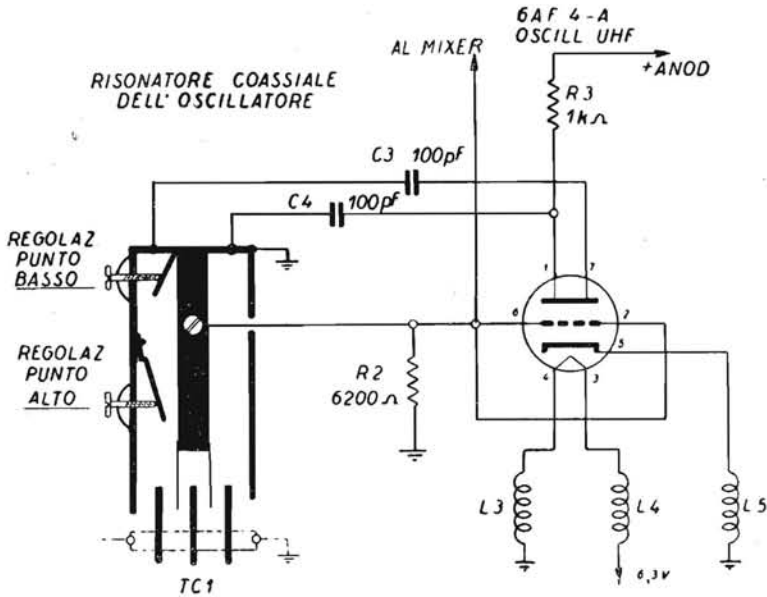 6AF 4-A
OSCILL UHF
AL MIXER
+ANOD
RISONATORE COASSIALE
DELL' OSCILLATORE
R3
1kΩ
C3 100pF
C4 100pF
REGOLAZ
PUNTO
BASSO
1 7
6 2
5
4 3
REGOLAZ
PUNTO
ALTO
R2
6200Ω
L3 L4 L5
6,3V
TC1